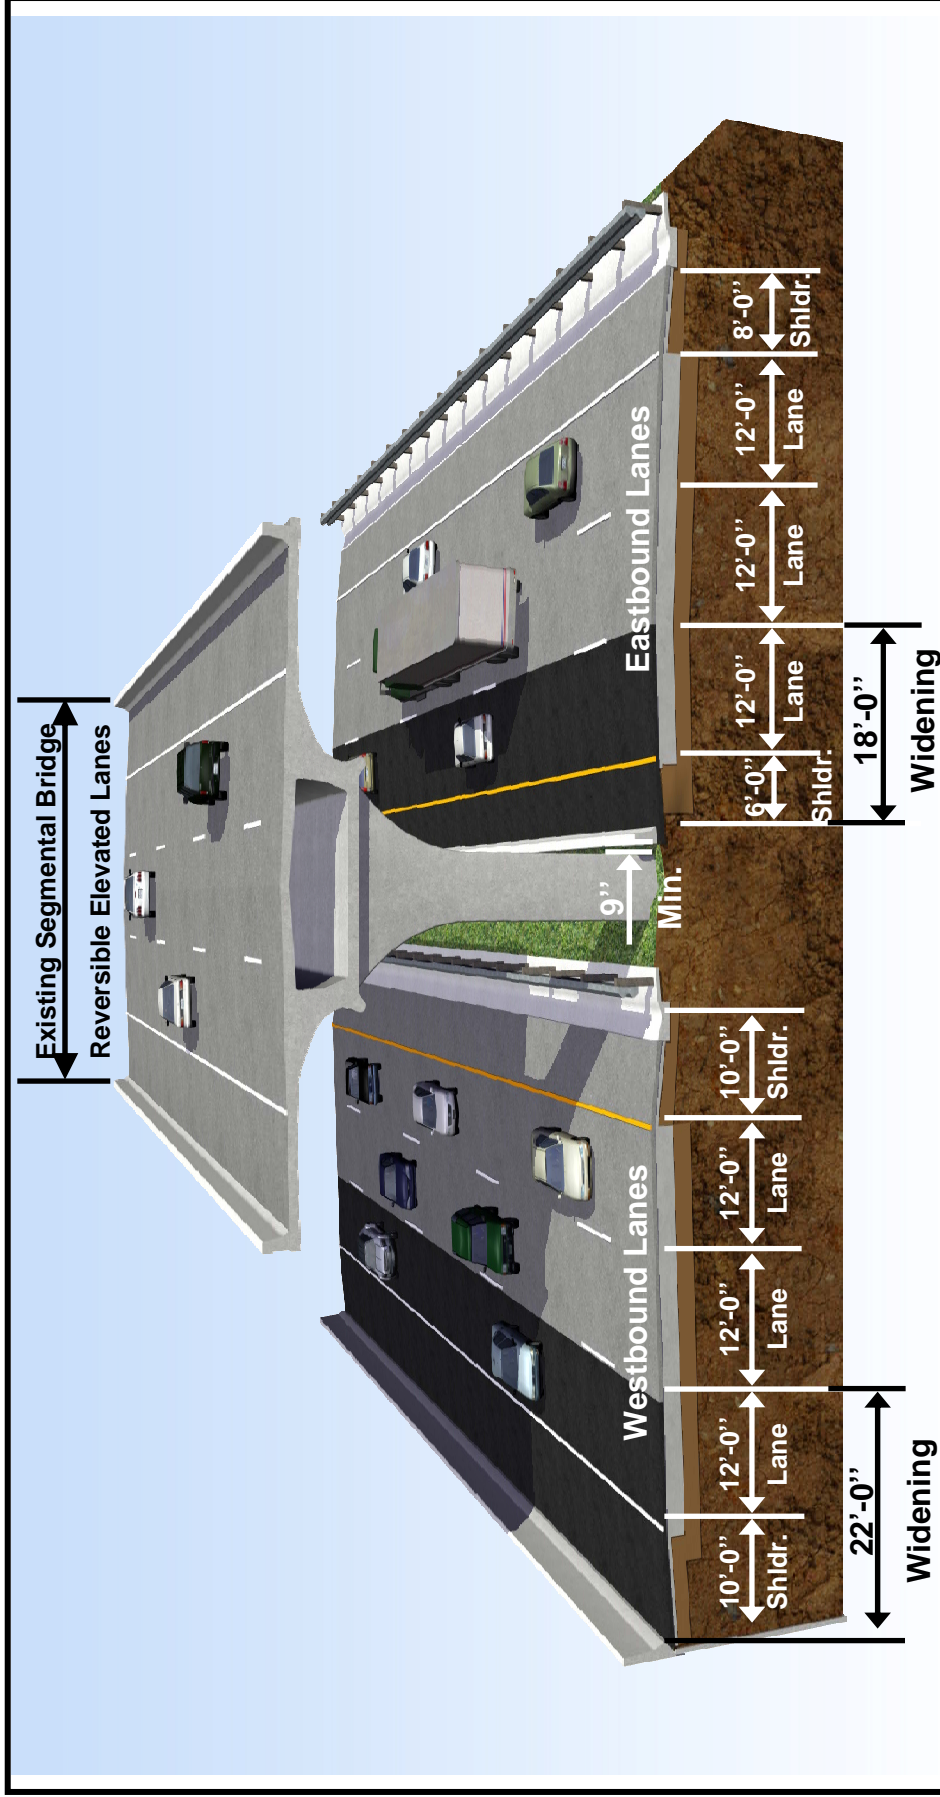 Existing Segmental Bridge
Reversible Elevated Lanes
Westbound Lanes
Eastbound Lanes
9”
Min.
10’-0”
Shldr.
12’-0”
Lane
12’-0”
Lane
12’-0”
Lane
10’-0”
Shldr.
6’-0”
Shldr.
12’-0”
Lane
12’-0”
Lane
12’-0”
Lane
8’-0”
Shldr.
22’-0”
Widening
18’-0”
Widening